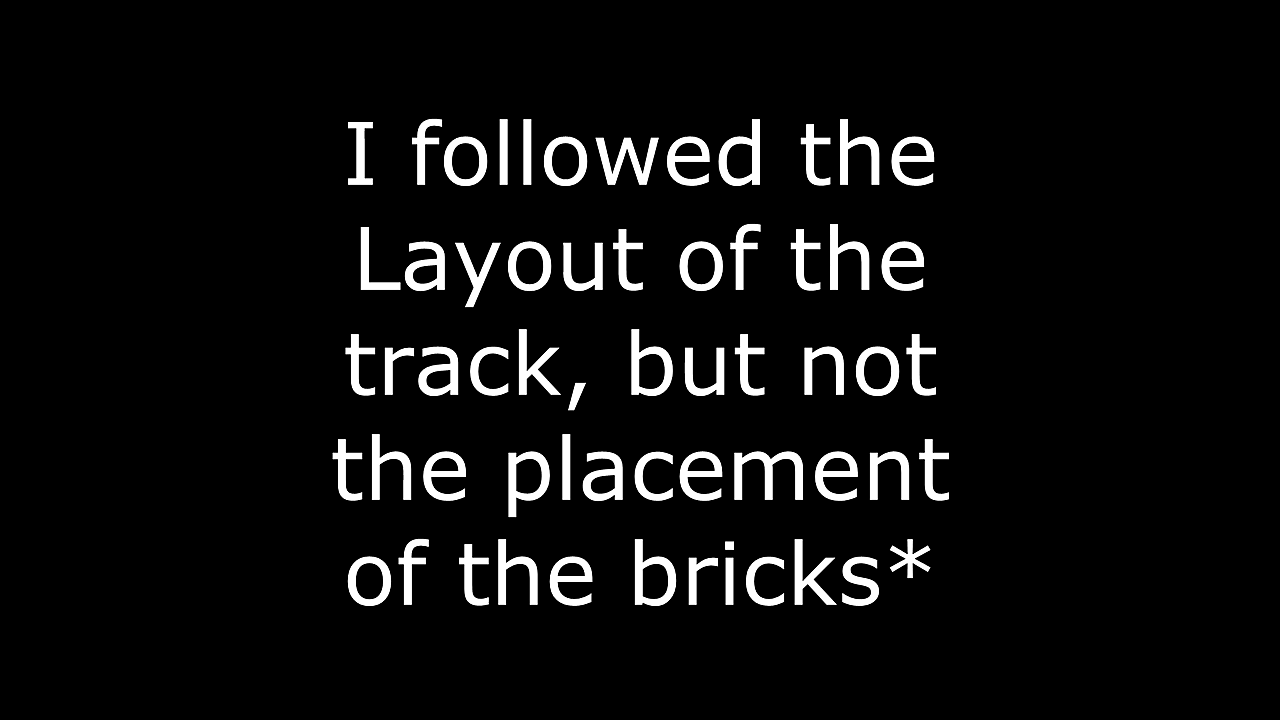 I followed the
Layout of the
track, but not
the placement
of the bricks*